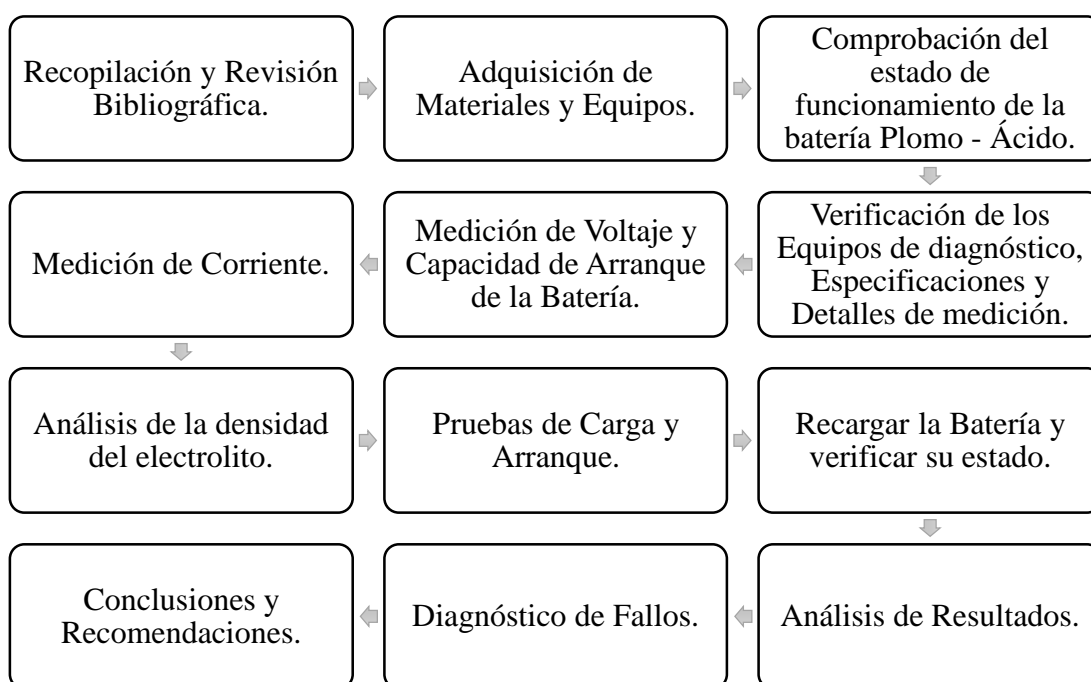 Recopilación y Revisión
Bibliográfica.
Adquisición de
Materiales y Equipos.
Comprobación del
estado de
funcionamiento de la
batería Plomo - Ácido.
Verificación de los
Equipos de diagnóstico,
Especificaciones y
Detalles de medición.
Medición de Voltaje y
Capacidad de Arranque
de la Batería.
Medición de Corriente.
Análisis de la densidad
del electrolito.
Pruebas de Carga y
Arranque.
Recargar la Batería y
verificar su estado.
Análisis de Resultados.
Diagnóstico de Fallos.
Conclusiones y
Recomendaciones.